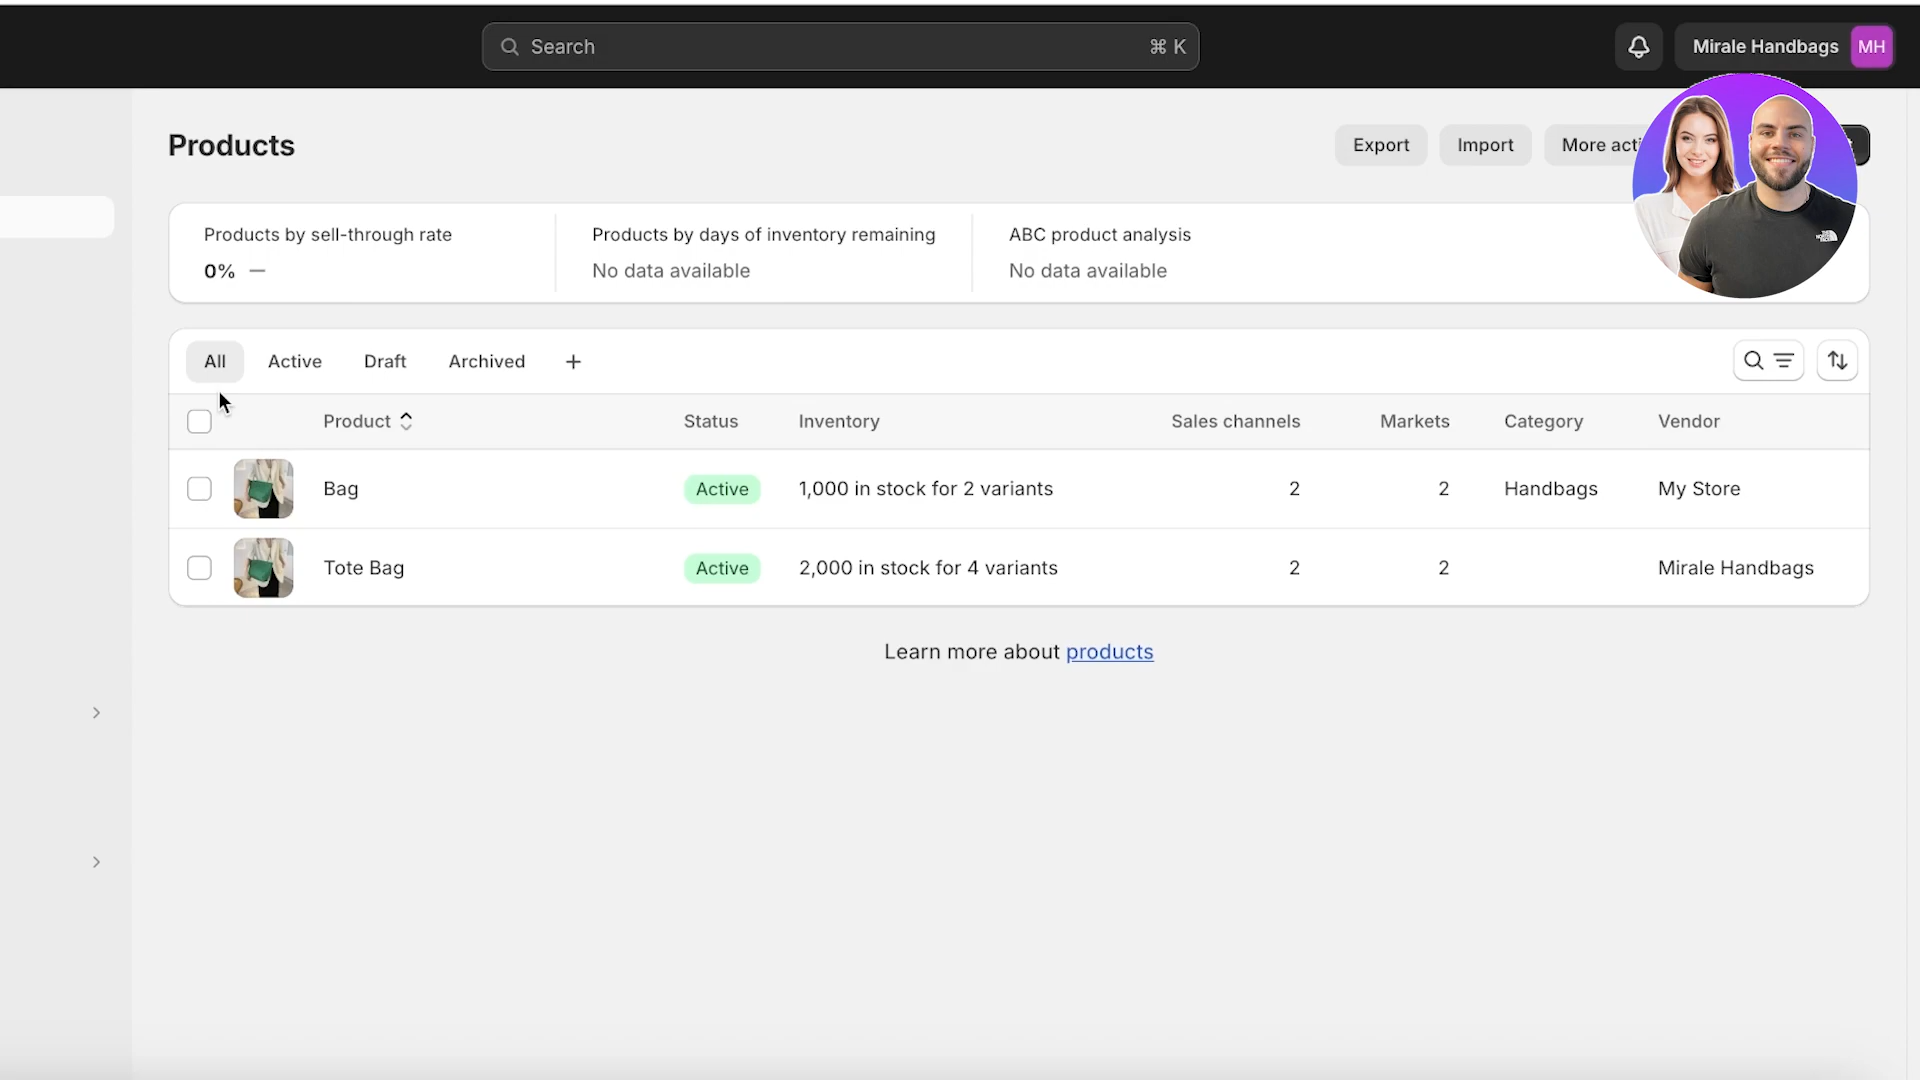 Search ⌘ K
Mirale Handbags MH
Products
Export Import More acti
Products by sell-through rate
0% —
Products by days of inventory remaining
No data available
ABC product analysis
No data available
All Active Draft Archived +
Product Status Inventory Sales channels Markets Category Vendor
Bag Active 1,000 in stock for 2 variants 2 2 Handbags My Store
Tote Bag Active 2,000 in stock for 4 variants 2 2 Mirale Handbags
Learn more about products